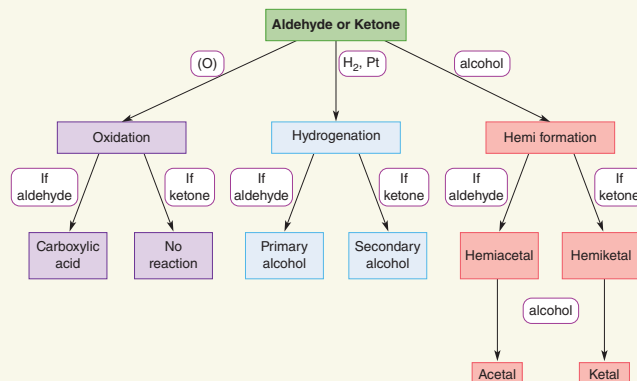 Aldehyde or Ketone
(O)
H2, Pt
alcohol
Oxidation
Hydrogenation
Hemi formation
If
aldehyde
If
ketone
If
aldehyde
If
ketone
If
aldehyde
If
ketone
Carboxylic
acid
No
reaction
Primary
alcohol
Secondary
alcohol
Hemiacetal
Hemiketal
alcohol
Acetal
Ketal